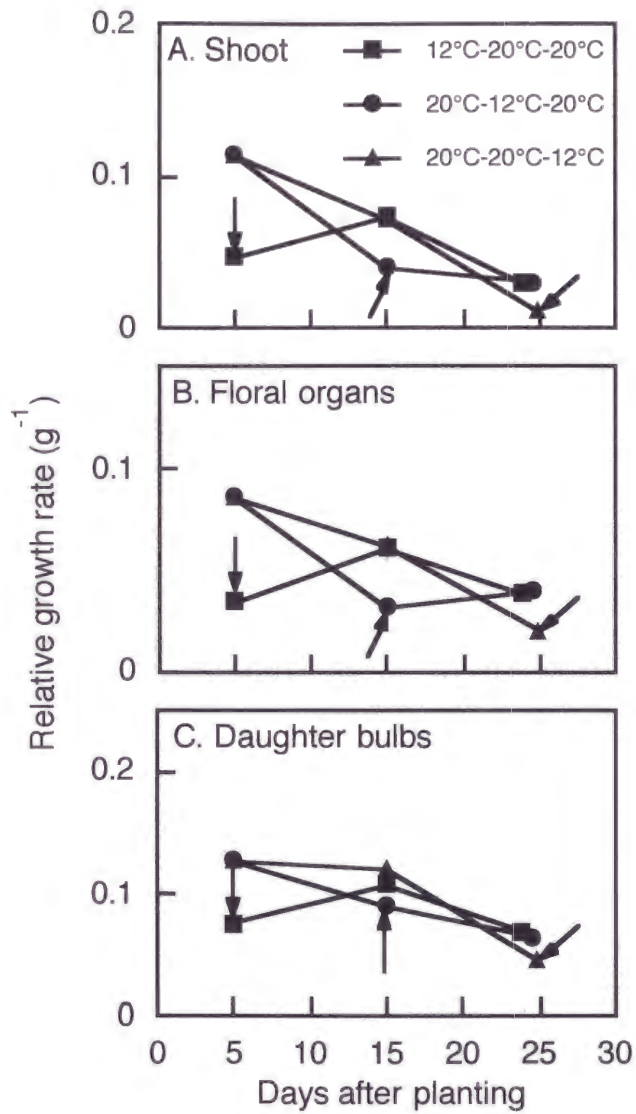 0.2
A. Shoot
12°C-20°C-20°C
20°C-12°C-20°C
20°C-20°C-12°C
0.1
0
B. Floral organs
0.1
0
Relative growth rate (g⁻¹)
C. Daughter bulbs
0.2
0.1
0
0 5 10 15 20 25 30
Days after planting